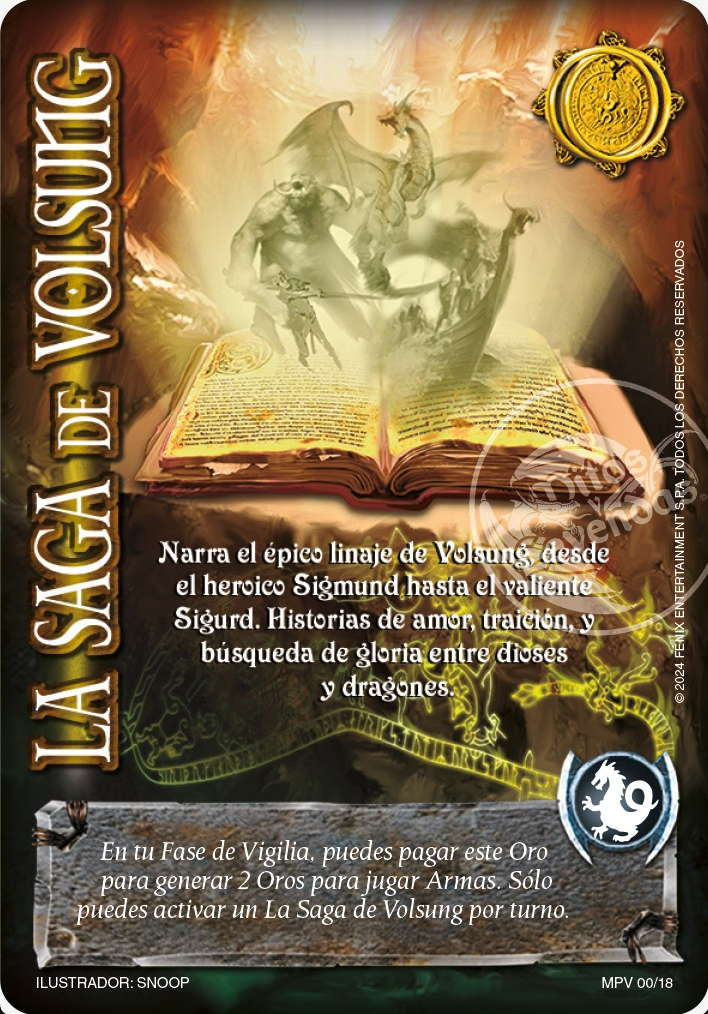 LA SAGA DE VOLSUNG
Narra el épico linaje de Volsung, desde
el heroico Sigmund hasta el valiente
Sigurd. Historias de amor, traición, y
búsqueda de gloria entre dioses
y dragones.
En tu Fase de Vigilia, puedes pagar este Oro
para generar 2 Oros para jugar Armas. Sólo
puedes activar un La Saga de Volsung por turno.
ILUSTRADOR: SNOOP
MPV 00/18
© 2024 FENIX ENTERTAINMENT S.P.A. TODOS LOS DERECHOS RESERVADOS